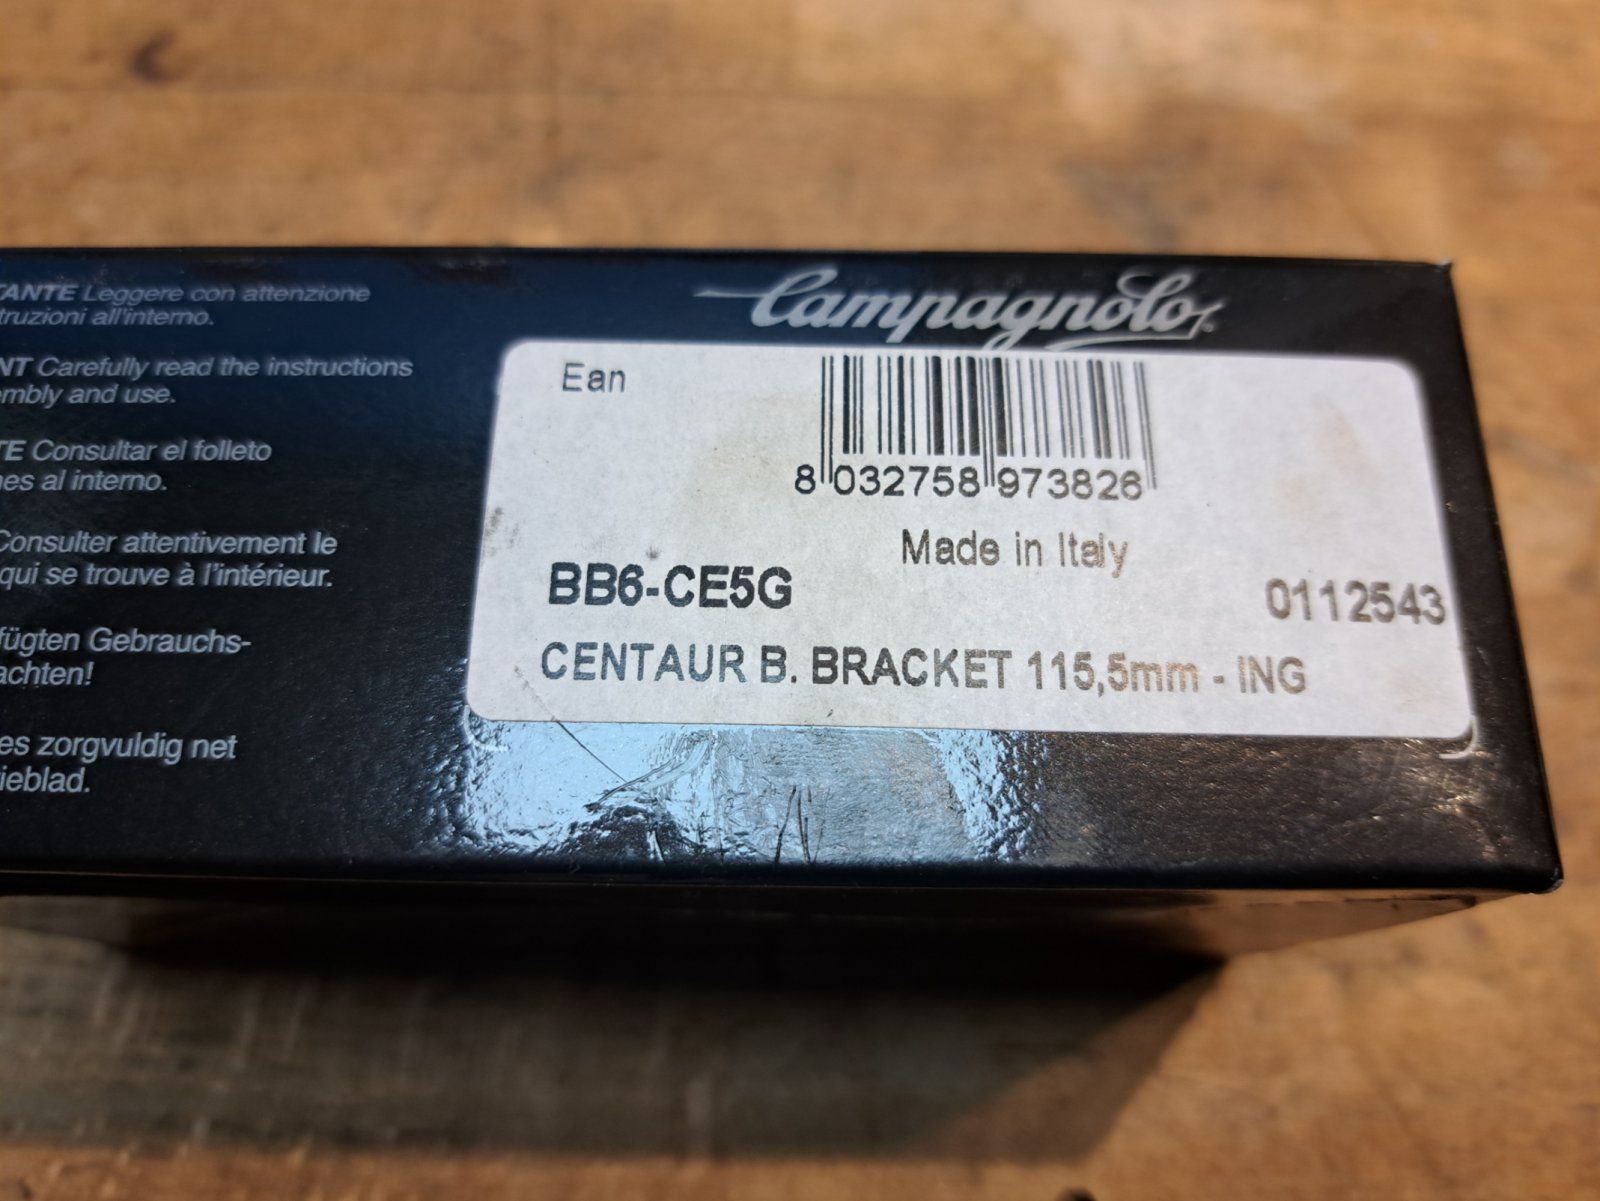 TANTE Leggere con attenzione
truzioni all'interno.
NT Carefully read the instructions
embly and use.
TE Consultar el folleto
nes al interno.
Consulter attentivement le
qui se trouve à l'intérieur.
fügten Gebrauchs-
achten!
es zorgvuldig net
ieblad.
Campagnolo
Ean
8 032758 973826
Made in Italy
BB6-CE5G
0112543
CENTAUR B. BRACKET 115,5mm - ING